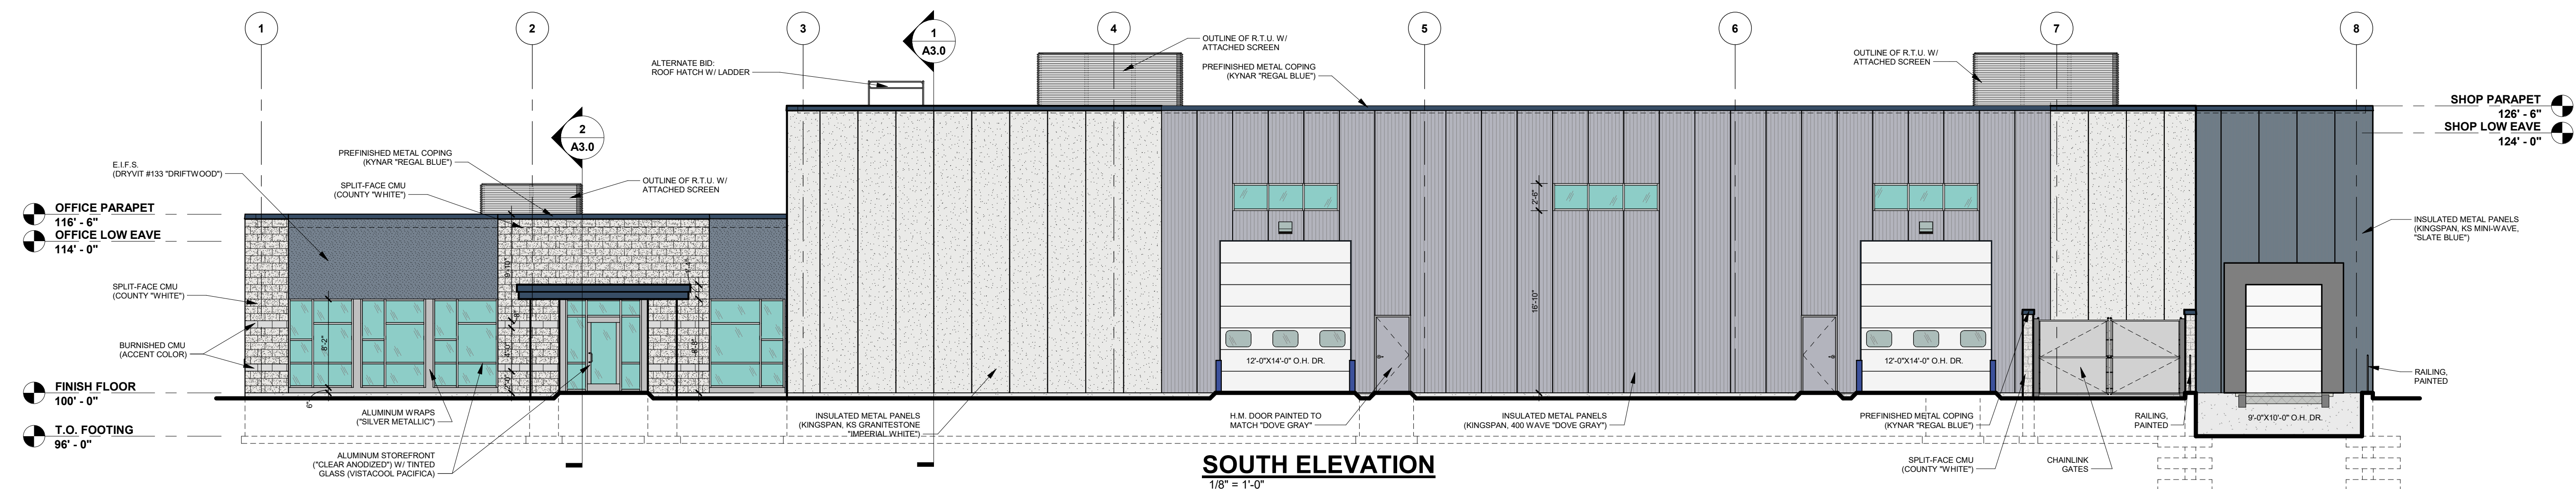 1
2
3
1
A3.0
4
5
6
7
8
ALTERNATE BID:
ROOF HATCH W/ LADDER
OUTLINE OF R.T.U. W/
ATTACHED SCREEN
PREFINISHED METAL COPING
(KYNAR "REGAL BLUE")
OUTLINE OF R.T.U. W/
ATTACHED SCREEN
SHOP PARAPET
126' - 6"
SHOP LOW EAVE
124' - 0"
2
A3.0
E.I.F.S.
(DRYVIT #133 "DRIFTWOOD")
PREFINISHED METAL COPING
(KYNAR "REGAL BLUE")
SPLIT-FACE CMU
(COUNTY "WHITE")
OUTLINE OF R.T.U. W/
ATTACHED SCREEN
OFFICE PARAPET
116' - 6"
OFFICE LOW EAVE
114' - 0"
2'-6"
INSULATED METAL PANELS
(KINGSPAN, KS MINI-WAVE,
"SLATE BLUE")
SPLIT-FACE CMU
(COUNTY "WHITE")
9'-10"
16'-10"
BURNISHED CMU
(ACCENT COLOR)
8'-2"
4'-0"
12'-0"X14'-0" O.H. DR.
12'-0"X14'-0" O.H. DR.
FINISH FLOOR
100' - 0"
6"
RAILING,
PAINTED
ALUMINUM WRAPS
("SILVER METALLIC")
INSULATED METAL PANELS
(KINGSPAN, KS GRANITESTONE
"IMPERIAL WHITE")
H.M. DOOR PAINTED TO
MATCH "DOVE GRAY"
INSULATED METAL PANELS
(KINGSPAN, 400 WAVE "DOVE GRAY")
PREFINISHED METAL COPING
(KYNAR "REGAL BLUE")
RAILING,
PAINTED
9'-0"X10'-0" O.H. DR.
T.O. FOOTING
96' - 0"
ALUMINUM STOREFRONT
("CLEAR ANODIZED") W/ TINTED
GLASS (VISTACOOL PACIFICA)
SPLIT-FACE CMU
(COUNTY "WHITE")
CHAINLINK
GATES
SOUTH ELEVATION
1/8" = 1'-0"